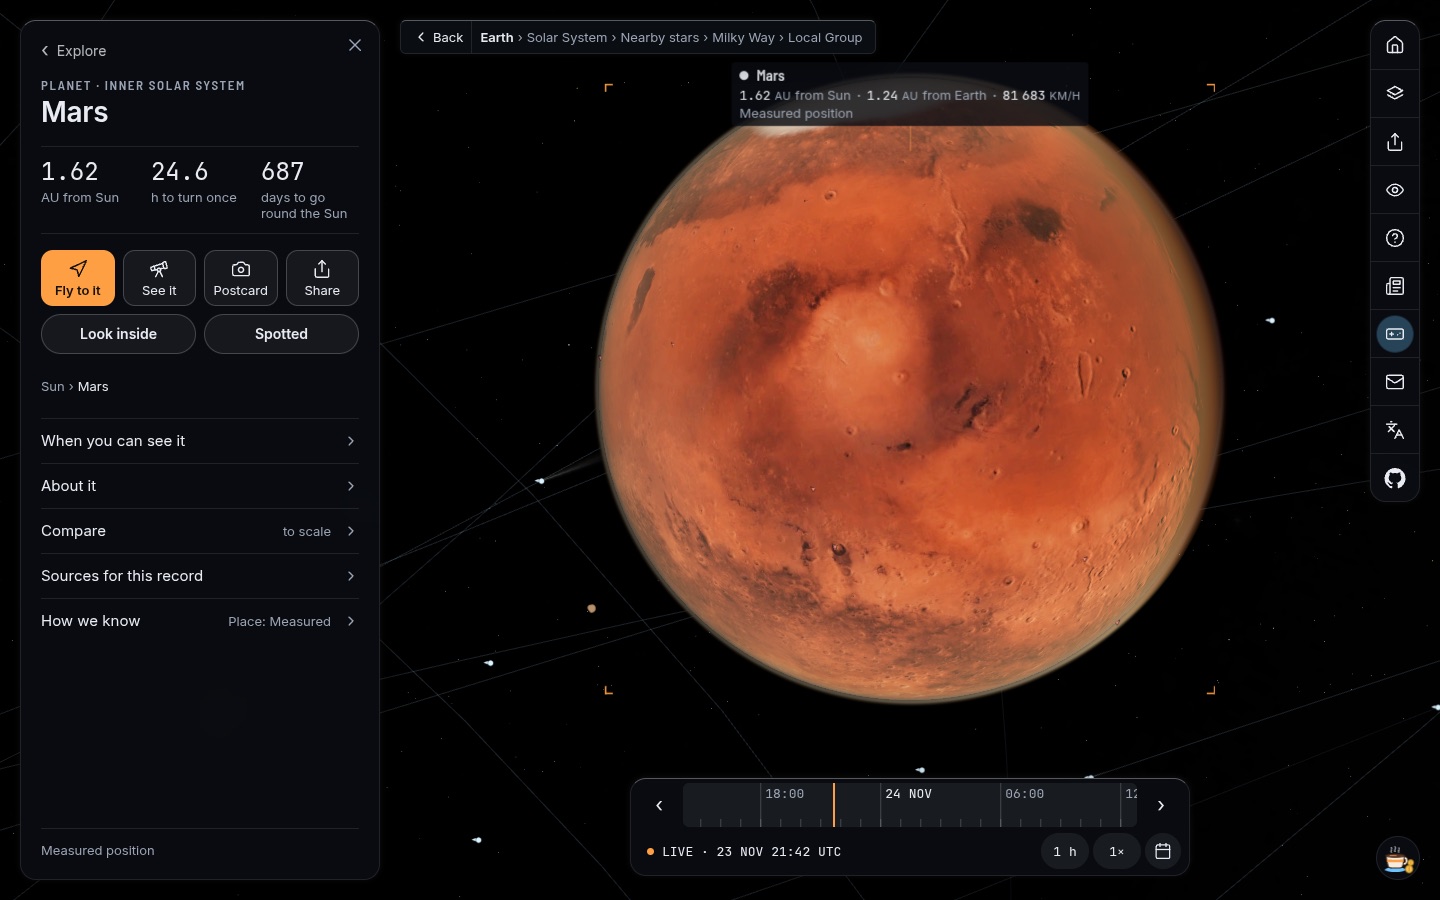 Explore
PLANET · INNER SOLAR SYSTEM
Mars
1.62
AU from Sun
24.6
h to turn once
687
days to go
round the Sun
Fly to it
See it
Postcard
Share
Look inside
Spotted
Sun › Mars
When you can see it
About it
Compare
to scale
Sources for this record
How we know
Place: Measured
Measured position
Back
Earth › Solar System › Nearby stars › Milky Way › Local Group
Mars
1.62 AU from Sun · 1.24 AU from Earth · 81 683 KM/H
Measured position
18:00
24 NOV
06:00
12
LIVE · 23 NOV 21:42 UTC
1 h
1×